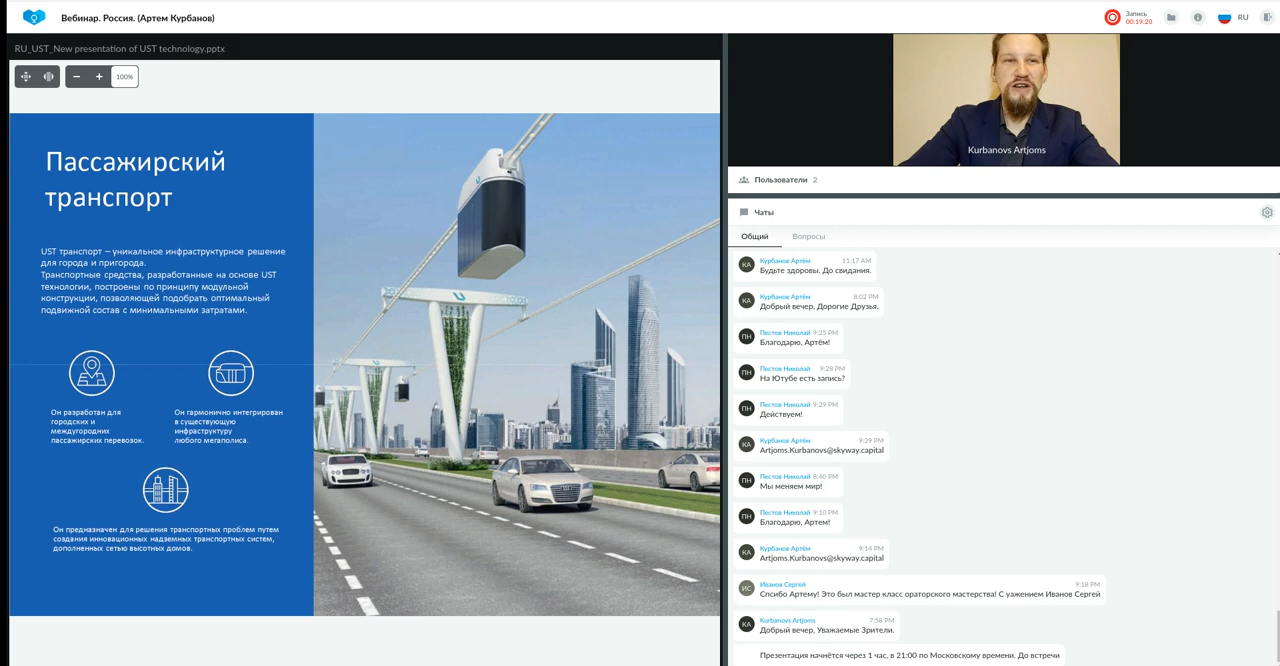 Вебинар. Россия. (Артем Курбанов)
Запись
00:19:20
RU
RU_UST_New presentation of UST technology.pptx
100%
Пассажирский
транспорт
UST транспорт – уникальное инфраструктурное решение
для города и пригорода.
Транспортные средства, разработанные на основе UST
технологии, построены по принципу модульной
конструкции, позволяющей подобрать оптимальный
подвижной состав с минимальными затратами.
Он разработан для
городских и
междугородних
пассажирских перевозок.
Он гармонично интегрирован
в существующую
инфраструктуру
любого мегаполиса.
Он предназначен для решения транспортных проблем путем
создания инновационных надземных транспортных систем,
дополненных сетью высотных домов.
Kurbanovs Artjoms
Пользователи 2
Чаты
Общий Вопросы
КА Курбанов Артём 11:17 AM
Будьте здоровы. До свидания.
КА Курбанов Артём 8:02 PM
Добрый вечер, Дорогие Друзья.
ПН Пестов Николай 9:25 PM
Благодарю, Артём!
ПН Пестов Николай 9:28 PM
На Ютубе есть запись?
ПН Пестов Николай 9:29 PM
Действуем!
КА Курбанов Артём 9:29 PM
Artjoms.Kurbanovs@skyway.capital
ПН Пестов Николай 8:40 PM
Мы меняем мир!
ПН Пестов Николай 9:10 PM
Благодарю, Артем!
КА Курбанов Артём 9:14 PM
Artjoms.Kurbanovs@skyway.capital
ИС Иванов Сергей 9:18 PM
Спсибо Артему! Это был мастер класс ораторского мастерства! С уажением Иванов Сергей
KA Kurbanovs Artjoms 7:58 PM
Добрый вечер, Уважаемые Зрители.
Презентация начнётся через 1 час, в 21:00 по Московскому времени. До встречи